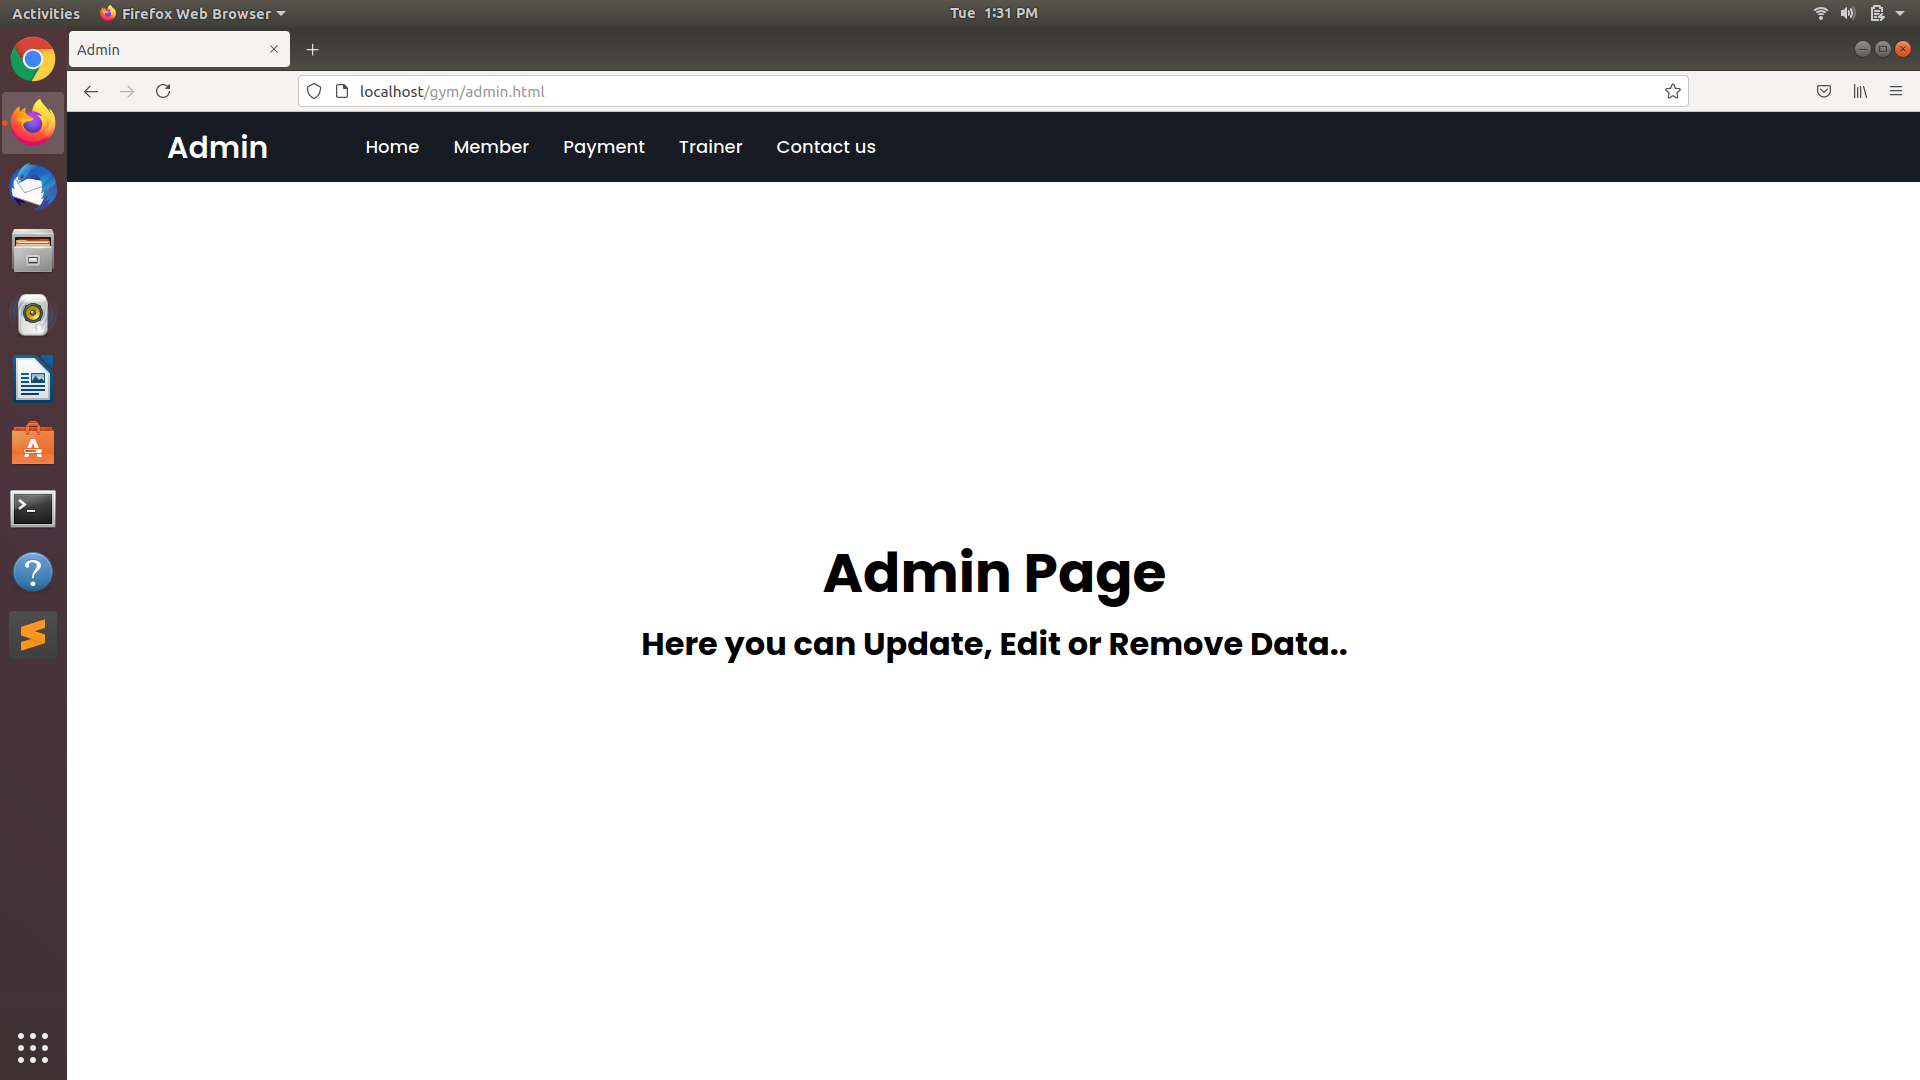 Activities Firefox Web Browser Tue 1:31 PM
Admin
localhost/gym/admin.html
Admin Home Member Payment Trainer Contact us
Admin Page
Here you can Update, Edit or Remove Data..